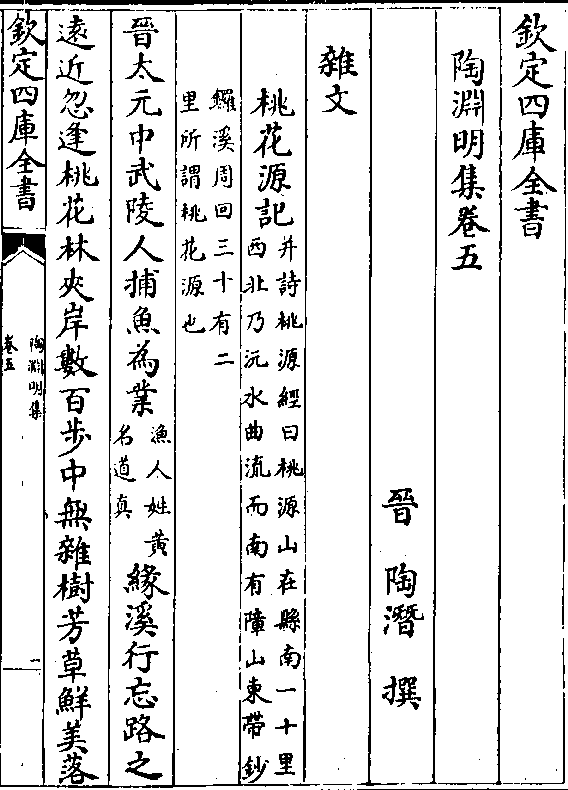 欽定四庫全書
陶淵明集卷五
晉 陶潛 撰
雜文
桃花源記并詩桃源經曰桃源山在縣南一十里
西北乃沅水曲流而南有障山東帶鈔
鑼溪周回三十有二
里所謂桃花源也
晉太元中武陵人捕魚為業漁人姓黃
名道真緣溪行忘路之
遠近忽逢桃花林夾岸數百步中無雜樹芳草鮮美落
欽定四庫全書
陶淵明集
卷五
一